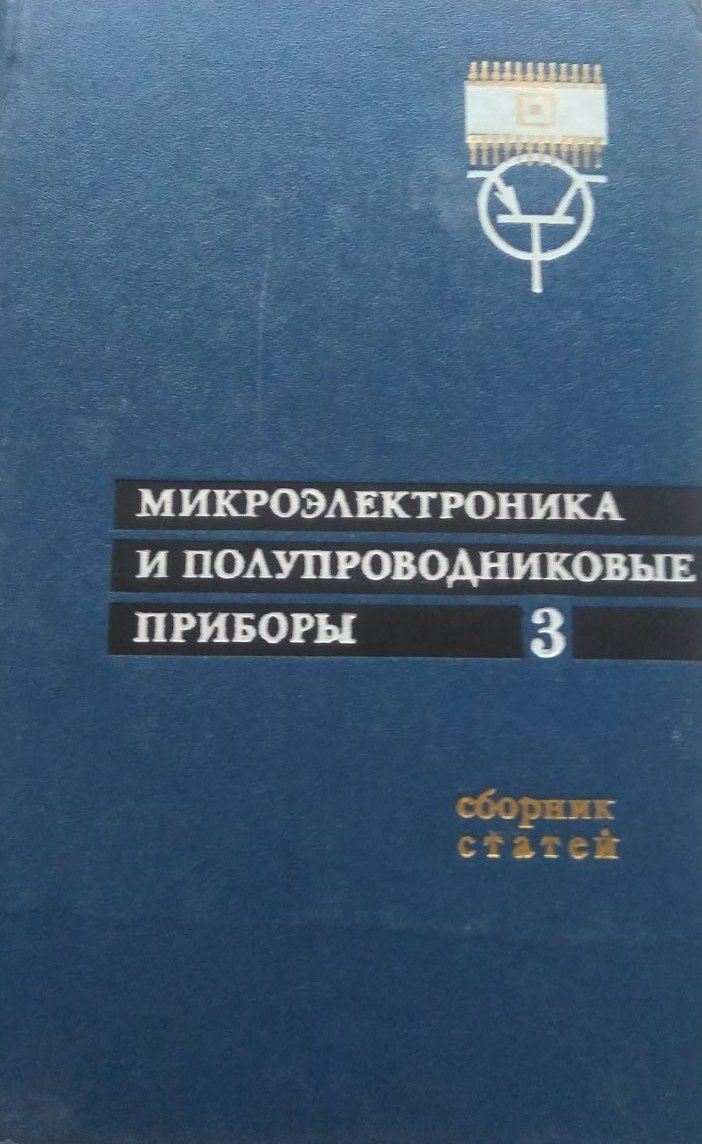 МИКРОЭЛЕКТРОНИКА
И ПОЛУПРОВОДНИКОВЫЕ
ПРИБОРЫ 3
сборник
статей